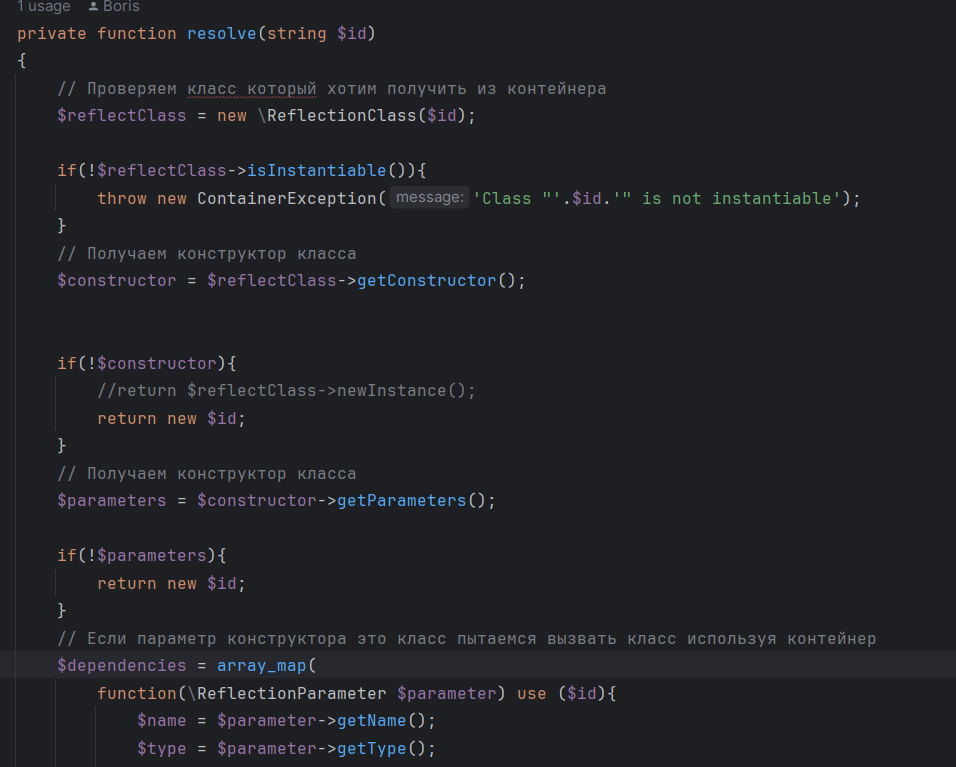 1 usage Boris
private function resolve(string $id)
{
// Проверяем класс который хотим получить из контейнера
$reflectClass = new \ReflectionClass($id);
if(!$reflectClass->isInstantiable()){
throw new ContainerException( message: 'Class "'.$id.'" is not instantiable');
}
// Получаем конструктор класса
$constructor = $reflectClass->getConstructor();
if(!$constructor){
//return $reflectClass->newInstance();
return new $id;
}
// Получаем конструктор класса
$parameters = $constructor->getParameters();
if(!$parameters){
return new $id;
}
// Если параметр конструктора это класс пытаемся вызвать класс используя контейнер
$dependencies = array_map(
function(\ReflectionParameter $parameter) use ($id){
$name = $parameter->getName();
$type = $parameter->getType();